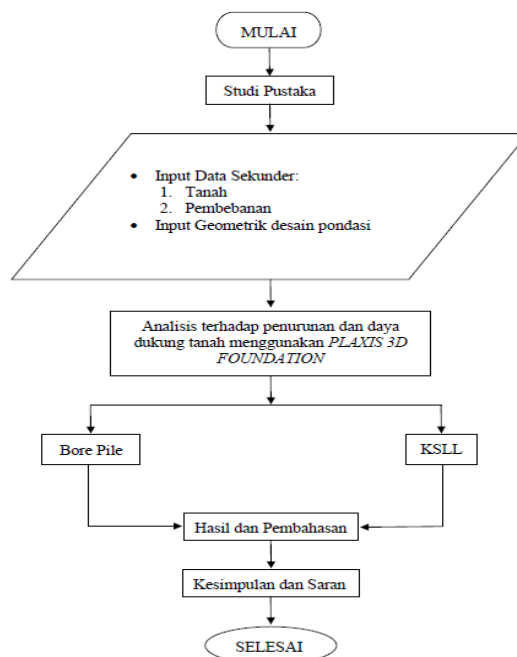 MULAI
Studi Pustaka
• Input Data Sekunder:
1. Tanah
2. Pembebanan
• Input Geometrik desain pondasi
Analisis terhadap penurunan dan daya
dukung tanah menggunakan PLAXIS 3D
FOUNDATION
Bore Pile
KSLL
Hasil dan Pembahasan
Kesimpulan dan Saran
SELESAI